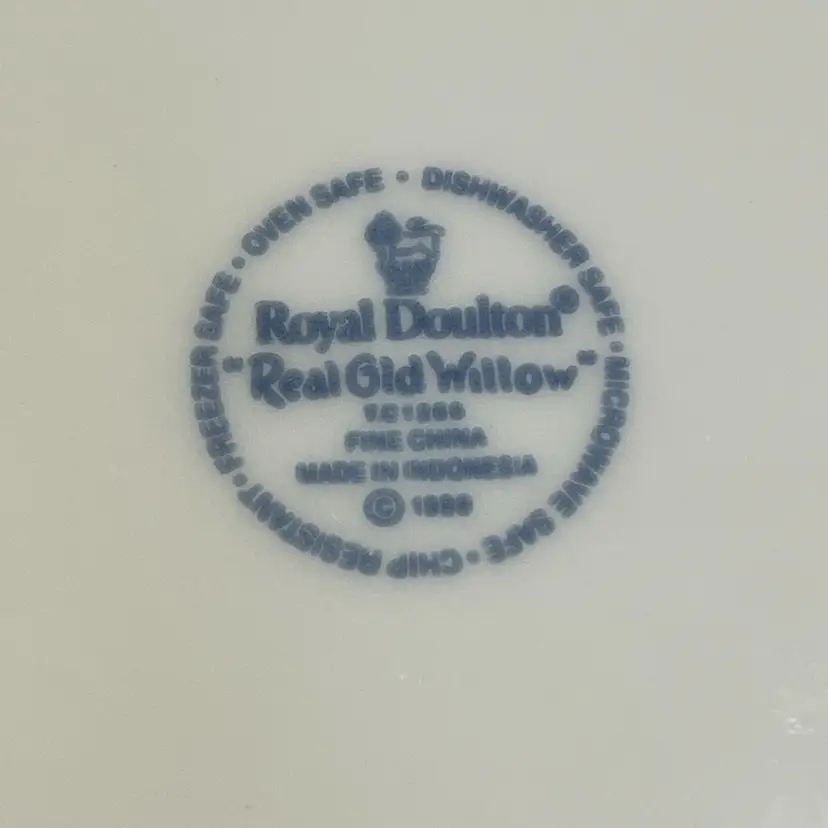 FREEZER SAFE • OVEN SAFE • DISHWASHER SAFE • MICROWAVE SAFE • CHIP RESISTANT •
Royal Doulton®
"Real Gld Willow"
FINE CHINA
MADE IN INDONESIA
©